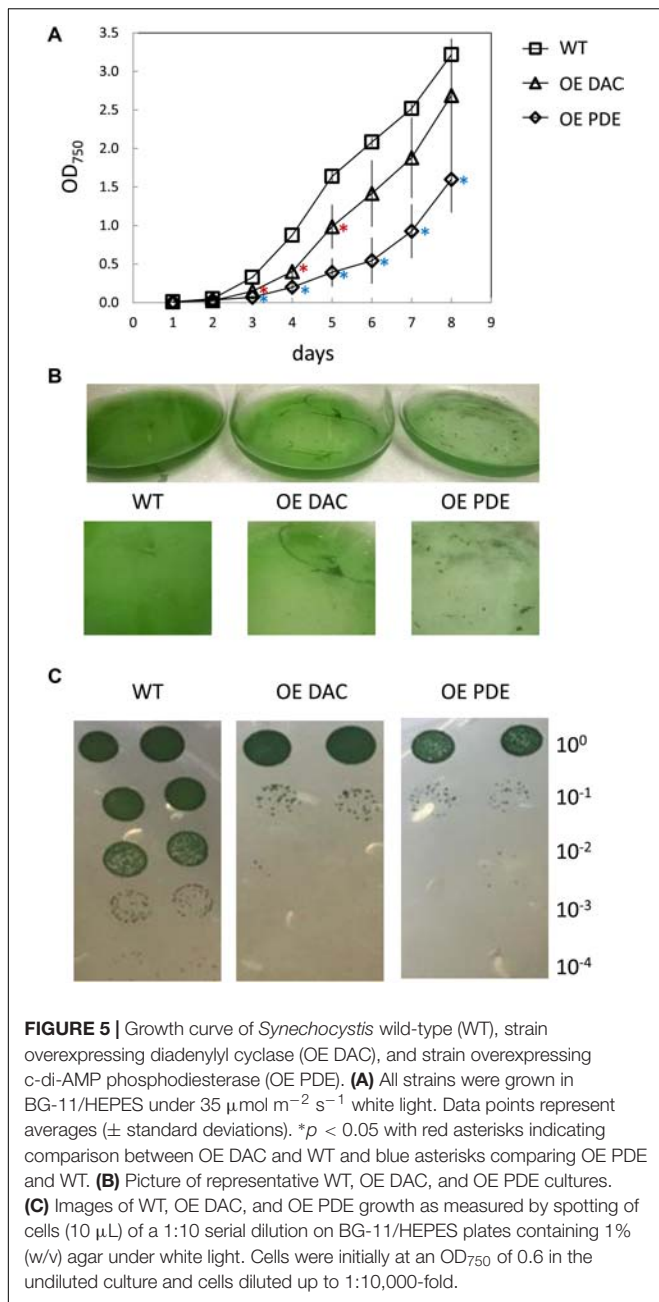 A
3.5
3.0
2.5
2.0
1.5
1.0
0.5
0.0
OD750
0 1 2 3 4 5 6 7 8 9
days
WT
OE DAC
OE PDE
* * * * * * * * *
B
WT OE DAC OE PDE
C
WT OE DAC OE PDE
10⁰
10⁻¹
10⁻²
10⁻³
10⁻⁴
FIGURE 5 | Growth curve of Synechocystis wild-type (WT), strain
overexpressing diadenylyl cyclase (OE DAC), and strain overexpressing
c-di-AMP phosphodiesterase (OE PDE). (A) All strains were grown in
BG-11/HEPES under 35 μmol m⁻² s⁻¹ white light. Data points represent
averages (± standard deviations). *p < 0.05 with red asterisks indicating
comparison between OE DAC and WT and blue asterisks comparing OE PDE
and WT. (B) Picture of representative WT, OE DAC, and OE PDE cultures.
(C) Images of WT, OE DAC, and OE PDE growth as measured by spotting of
cells (10 μL) of a 1:10 serial dilution on BG-11/HEPES plates containing 1%
(w/v) agar under white light. Cells were initially at an OD750 of 0.6 in the
undiluted culture and cells diluted up to 1:10,000-fold.